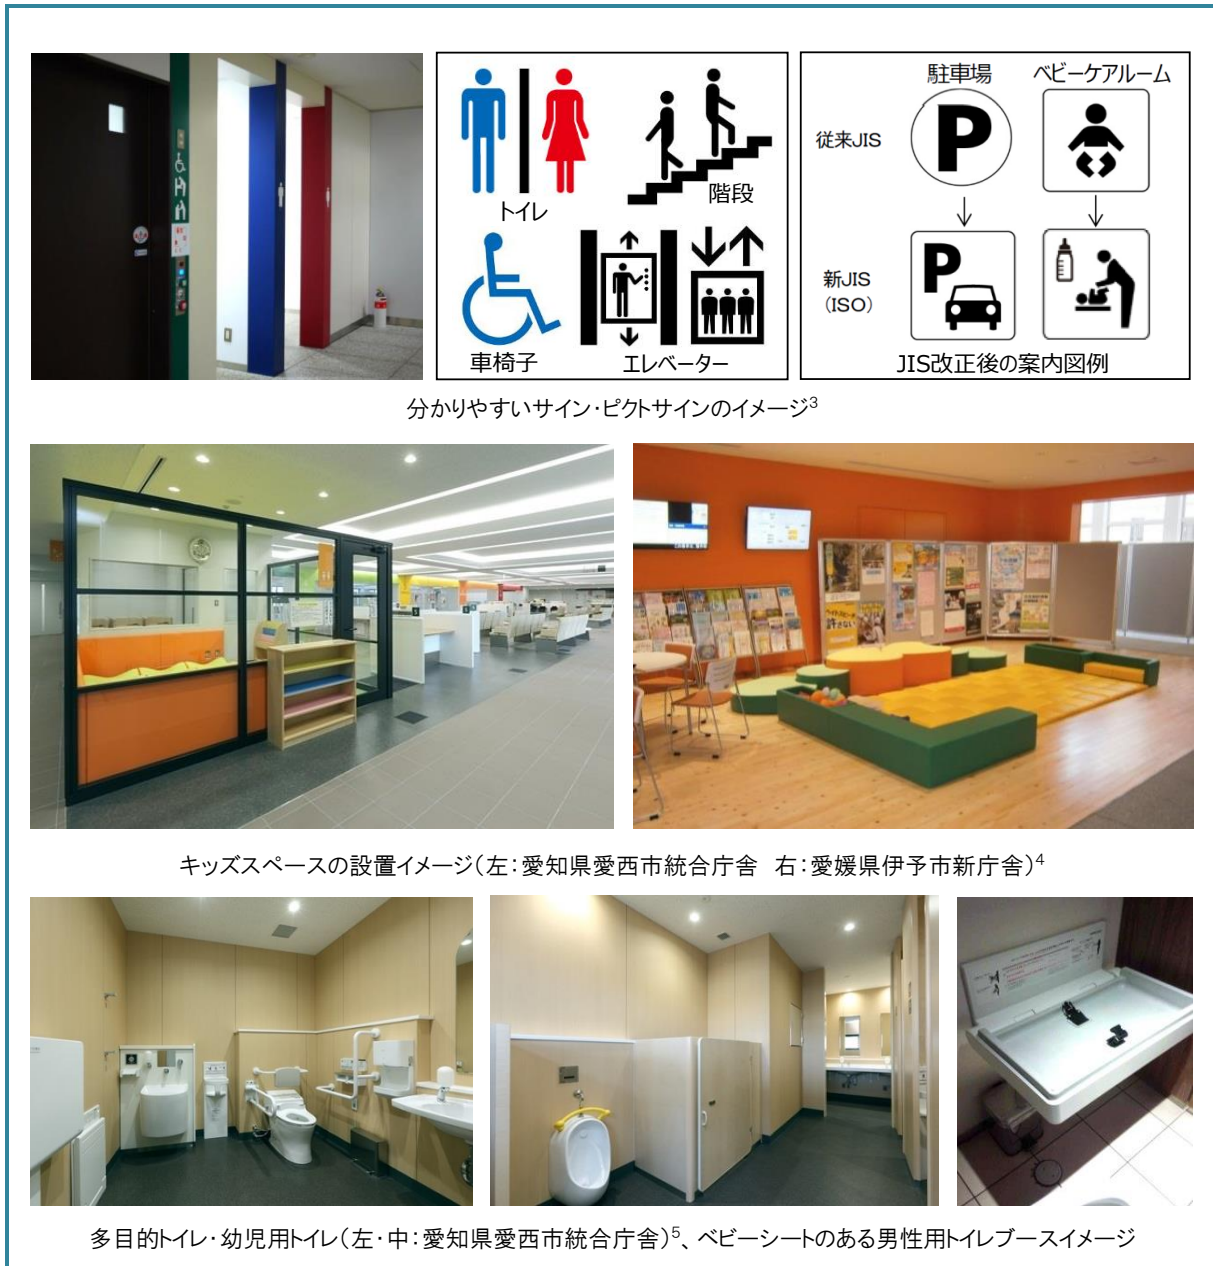 駐車場 ベビーケアルーム
従来JIS
P
トイレ
階段
新JIS
(ISO)
P
車椅子
エレベーター
JIS改正後の案内図例
分かりやすいサイン・ピクトサインのイメージ3
許さない
キッズスペースの設置イメージ(左:愛知県愛西市統合庁舎 右:愛媛県伊予市新庁舎)4
多目的トイレ・幼児用トイレ(左・中:愛知県愛西市統合庁舎)5、ベビーシートのある男性用トイレブースイメージ